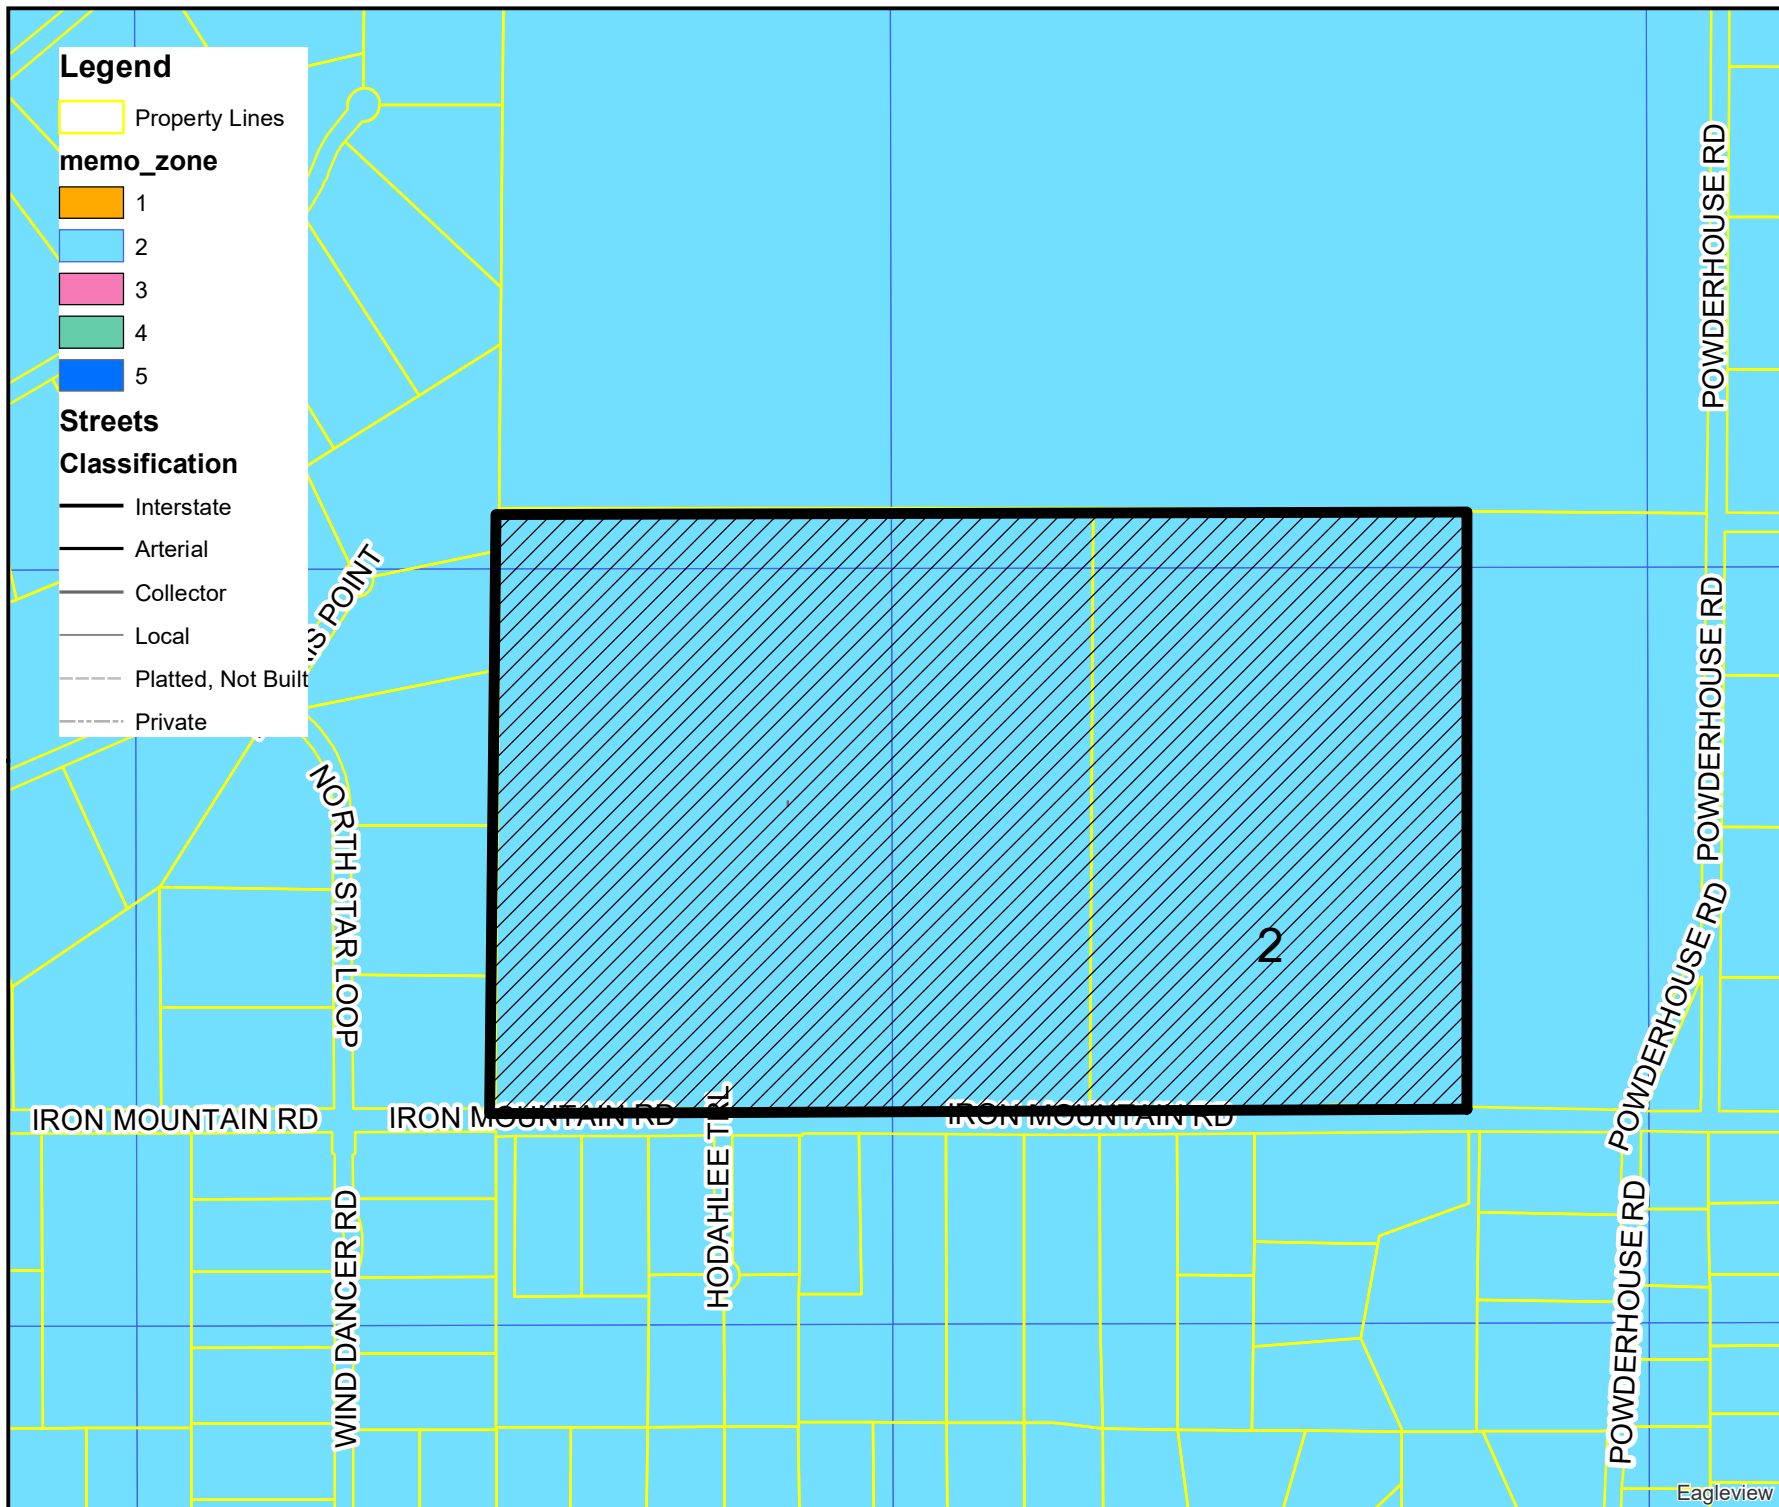 Legend
Property Lines
memo_zone
1
2
3
4
5
Streets
Classification
Interstate
Arterial
Collector
Local
Platted, Not Built
Private
POINT
NORTH STAR LOOP
IRON MOUNTAIN RD
IRON MOUNTAIN RD
IRON MOUNTAIN RD
HODAHLEE TRL
WIND DANCER RD
2
POWDERHOUSE RD
POWDERHOUSE RD
POWDERHOUSE RD
POWDERHOUSE RD
Eagleview